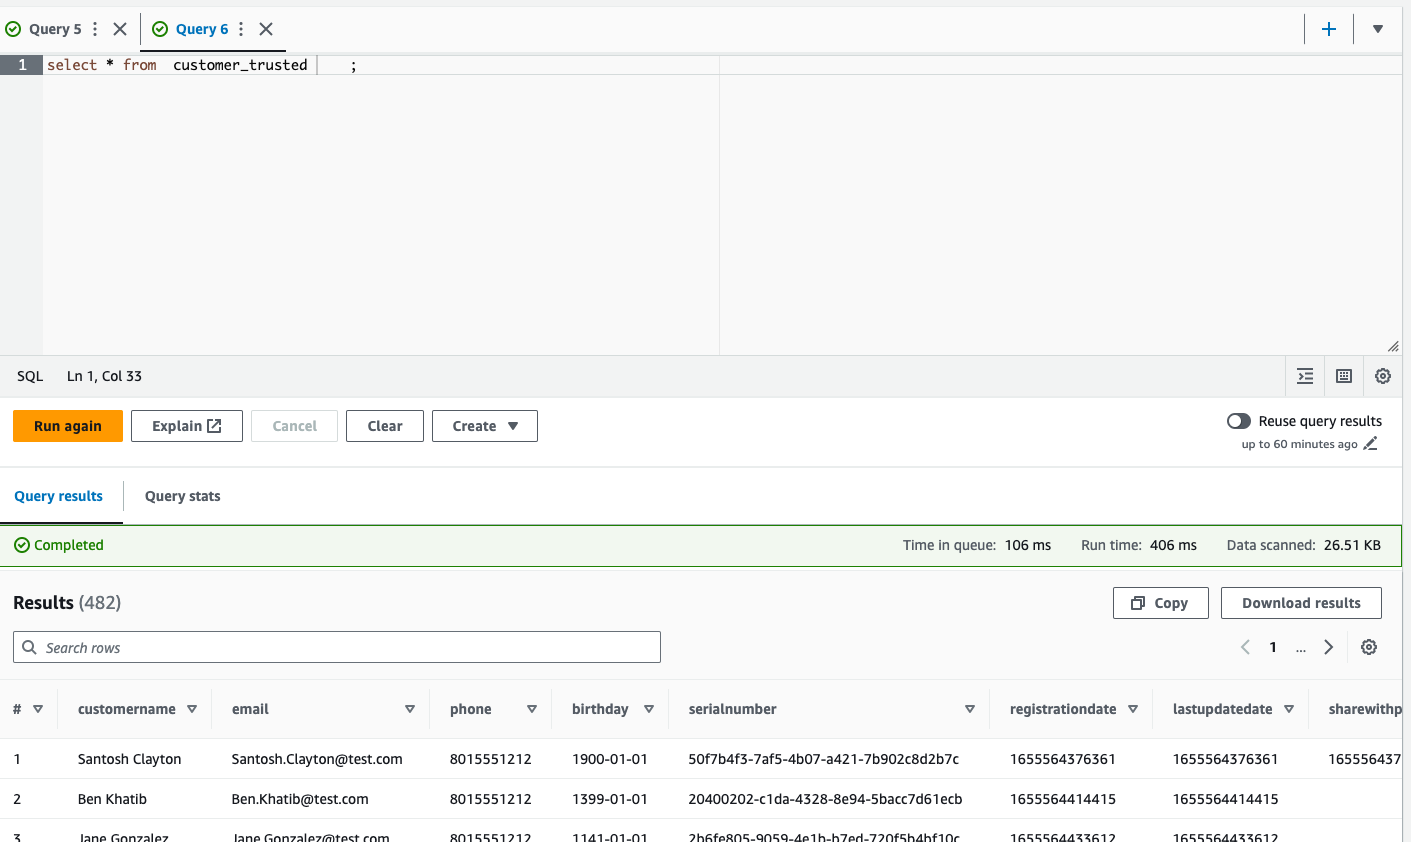 Query 5 Query 6
1 select * from customer_trusted ;
SQL Ln 1, Col 33
Run again Explain Cancel Clear Create Reuse query results
up to 60 minutes ago
Query results Query stats
Completed Time in queue: 106 ms Run time: 406 ms Data scanned: 26.51 KB
Results (482) Copy Download results
Search rows 1 ...
# customername email phone birthday serialnumber registrationdate lastupdatedate sharewithp
1 Santosh Clayton Santosh.Clayton@test.com 8015551212 1900-01-01 50f7b4f3-7af5-4b07-a421-7b902c8d2b7c 1655564376361 1655564376361 165556437
2 Ben Khatib Ben.Khatib@test.com 8015551212 1399-01-01 20400202-c1da-4328-8e94-5bacc7d61ecb 1655564414415 1655564414415
3 Jane Gonzalez Jane.Gonzalez@test.com 8015551212 1141-01-01 2b6fe805-9059-4e1b-b7ed-720f5b4bf10c 1655564433612 1655564433612